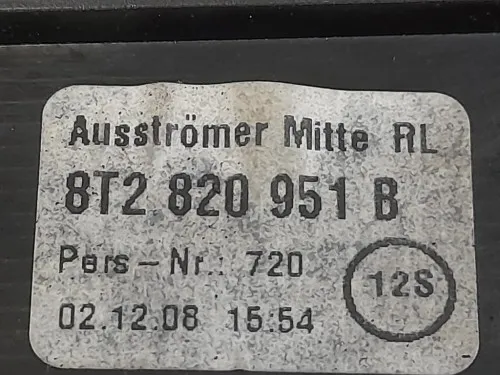 Ausströmer Mitte RL
8T2 820 951 B
Pers-Nr.: 720
12S
02.12.08 15:54